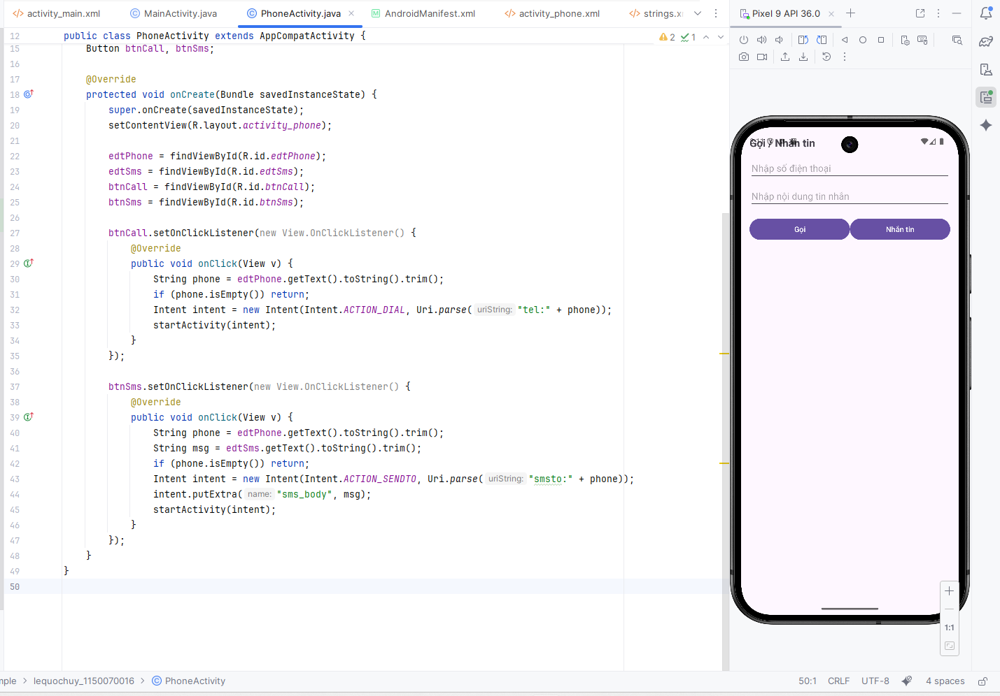 activity_main.xml
MainActivity.java
PhoneActivity.java
AndroidManifest.xml
activity_phone.xml
strings.x
Pixel 9 API 36.0
12 public class PhoneActivity extends AppCompatActivity {
2 1
15 Button btnCall, btnSms;
16
17 @Override
18 protected void onCreate(Bundle savedInstanceState) {
19 super.onCreate(savedInstanceState);
20 setContentView(R.layout.activity_phone);
21
22 edtPhone = findViewById(R.id.edtPhone);
23 edtSms = findViewById(R.id.edtSms);
24 btnCall = findViewById(R.id.btnCall);
25 btnSms = findViewById(R.id.btnSms);
26
27 btnCall.setOnClickListener(new View.OnClickListener() {
28 @Override
29 public void onClick(View v) {
30 String phone = edtPhone.getText().toString().trim();
31 if (phone.isEmpty()) return;
32 Intent intent = new Intent(Intent.ACTION_DIAL, Uri.parse( uriString: "tel:" + phone));
33 startActivity(intent);
34 }
35 });
36
37 btnSms.setOnClickListener(new View.OnClickListener() {
38 @Override
39 public void onClick(View v) {
40 String phone = edtPhone.getText().toString().trim();
41 String msg = edtSms.getText().toString().trim();
42 if (phone.isEmpty()) return;
43 Intent intent = new Intent(Intent.ACTION_SENDTO, Uri.parse( uriString: "smsto:" + phone));
44 intent.putExtra( name: "sms_body", msg);
45 startActivity(intent);
46 }
47 });
48 }
49 }
50
Gọi / Nhắn tin
Nhập số điện thoại
Nhập nội dung tin nhắn
Gọi
Nhắn tin
1:1
mple > lequochuy_1150070016 > PhoneActivity
50:1 CRLF UTF-8 4 spaces